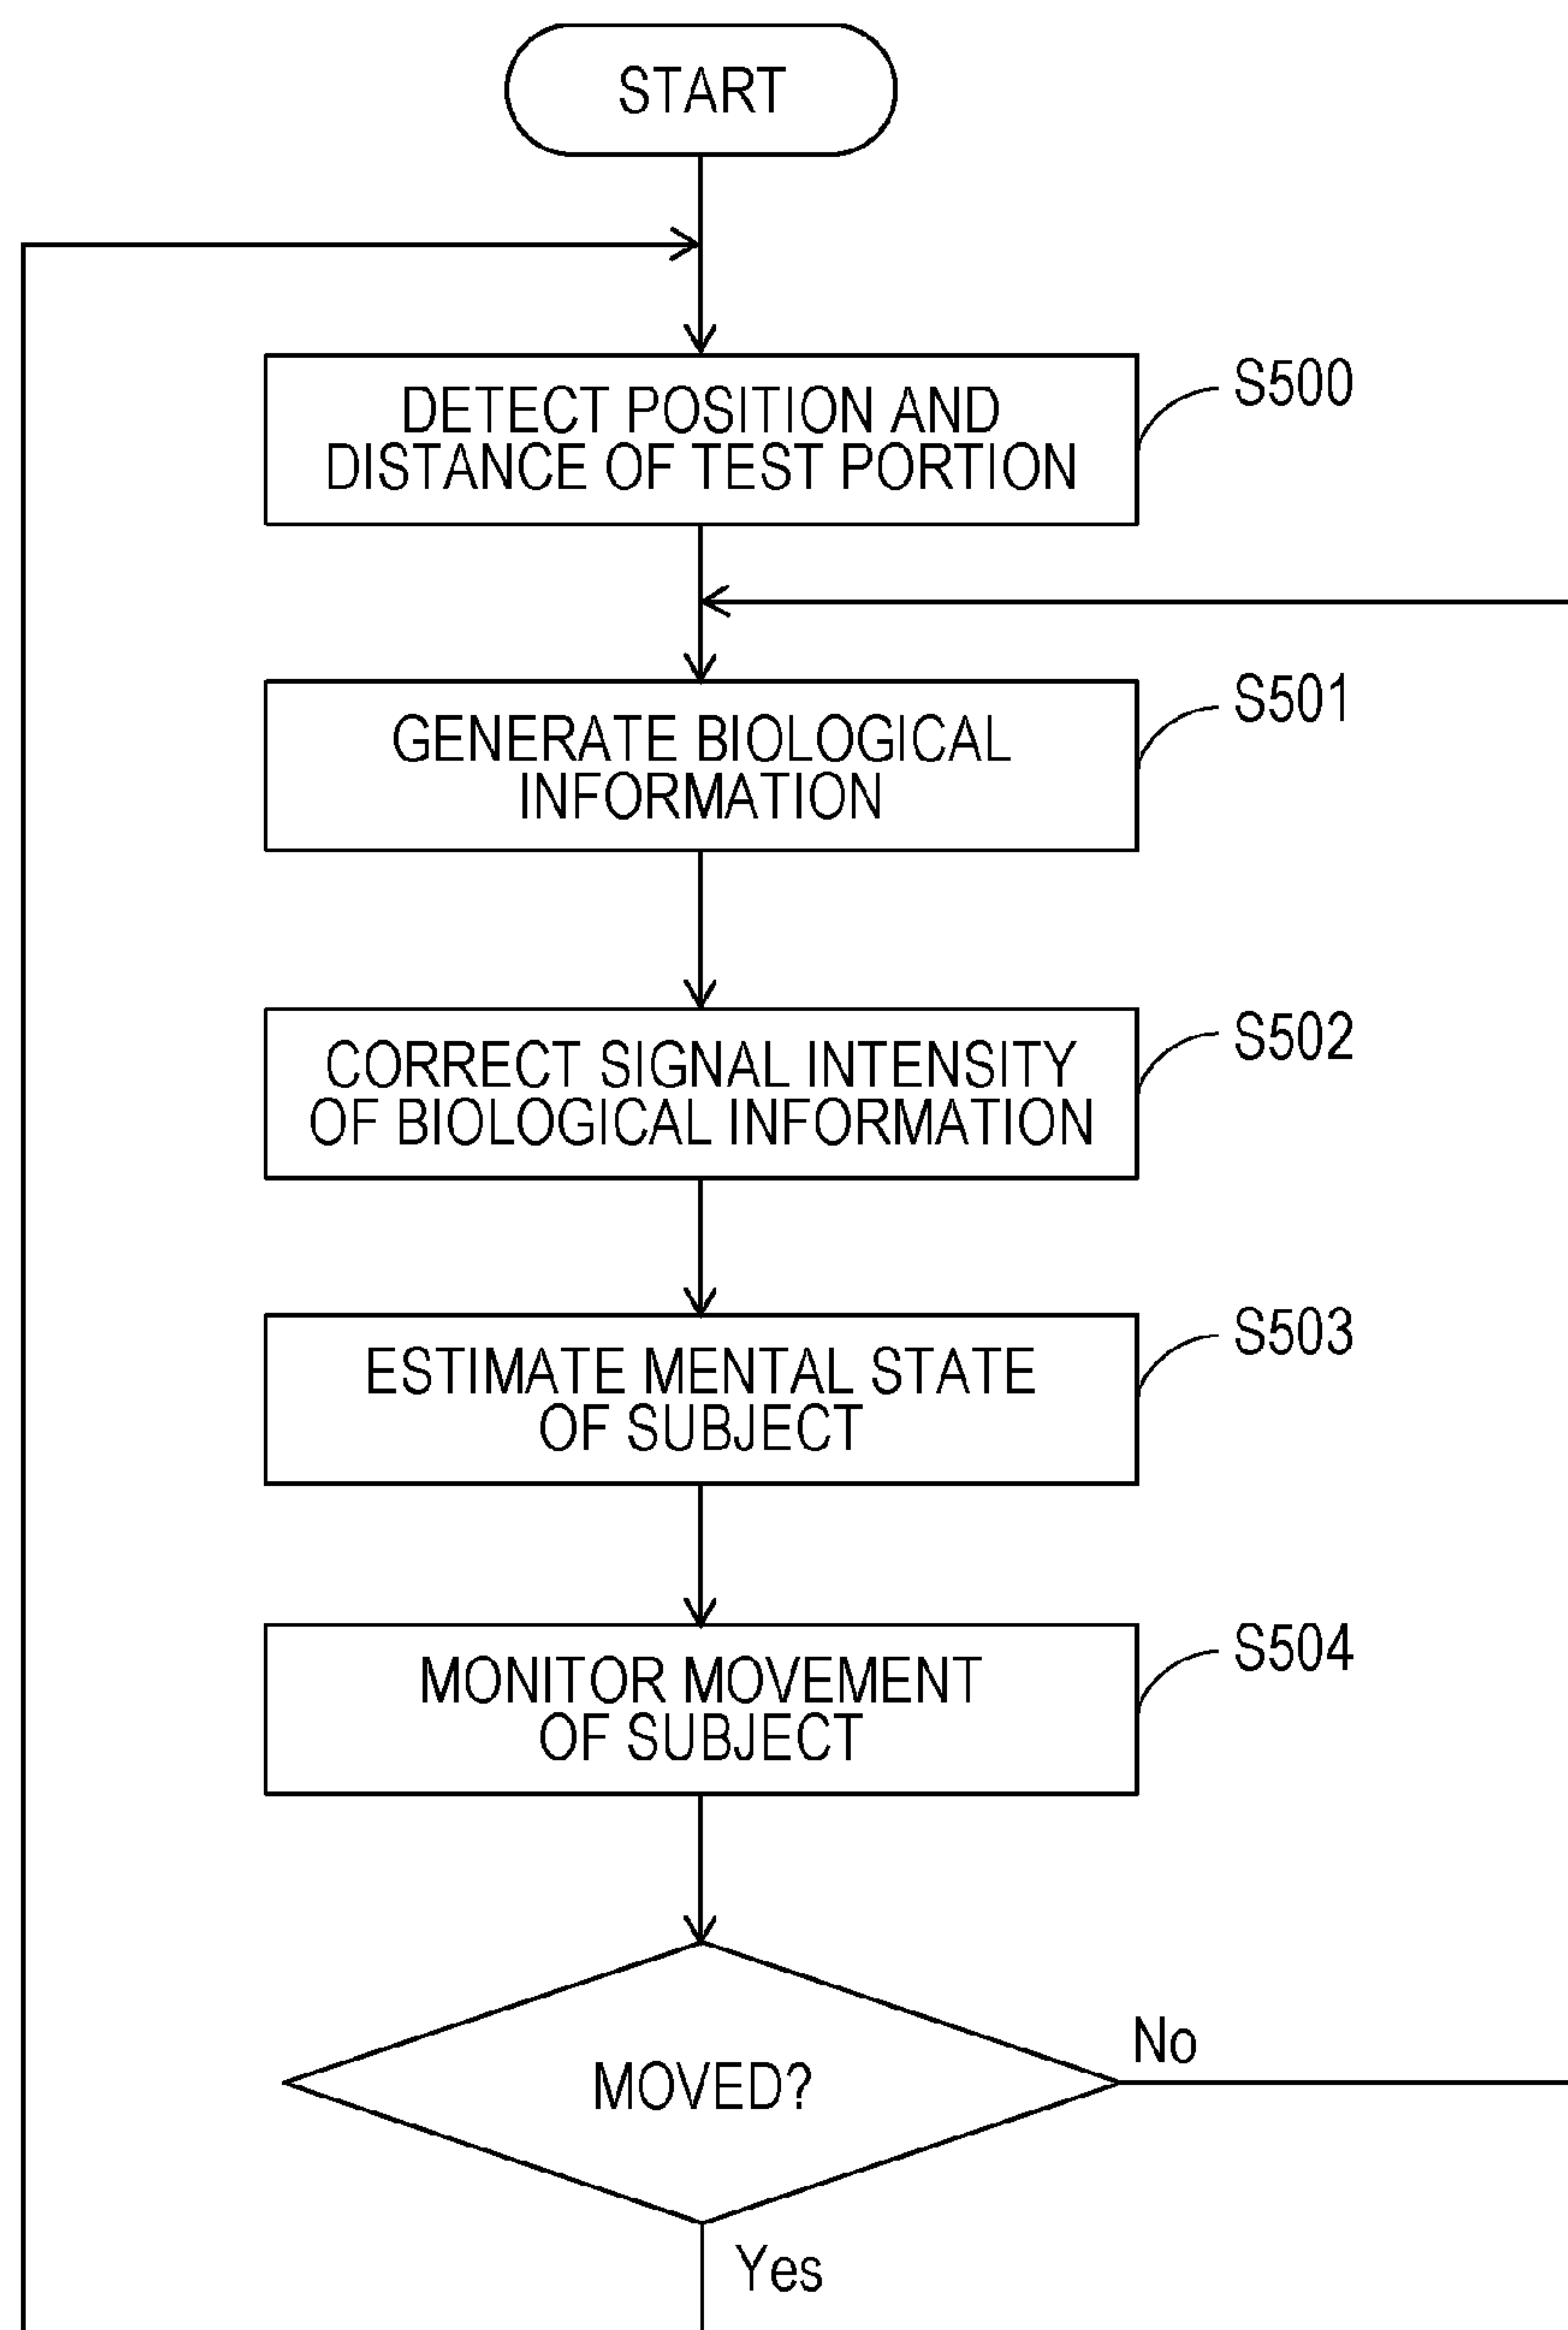 START
DETECT POSITION AND
DISTANCE OF TEST PORTION
S500
GENERATE BIOLOGICAL
INFORMATION
S501
CORRECT SIGNAL INTENSITY
OF BIOLOGICAL INFORMATION
S502
ESTIMATE MENTAL STATE
OF SUBJECT
S503
MONITOR MOVEMENT
OF SUBJECT
S504
MOVED?
No
Yes